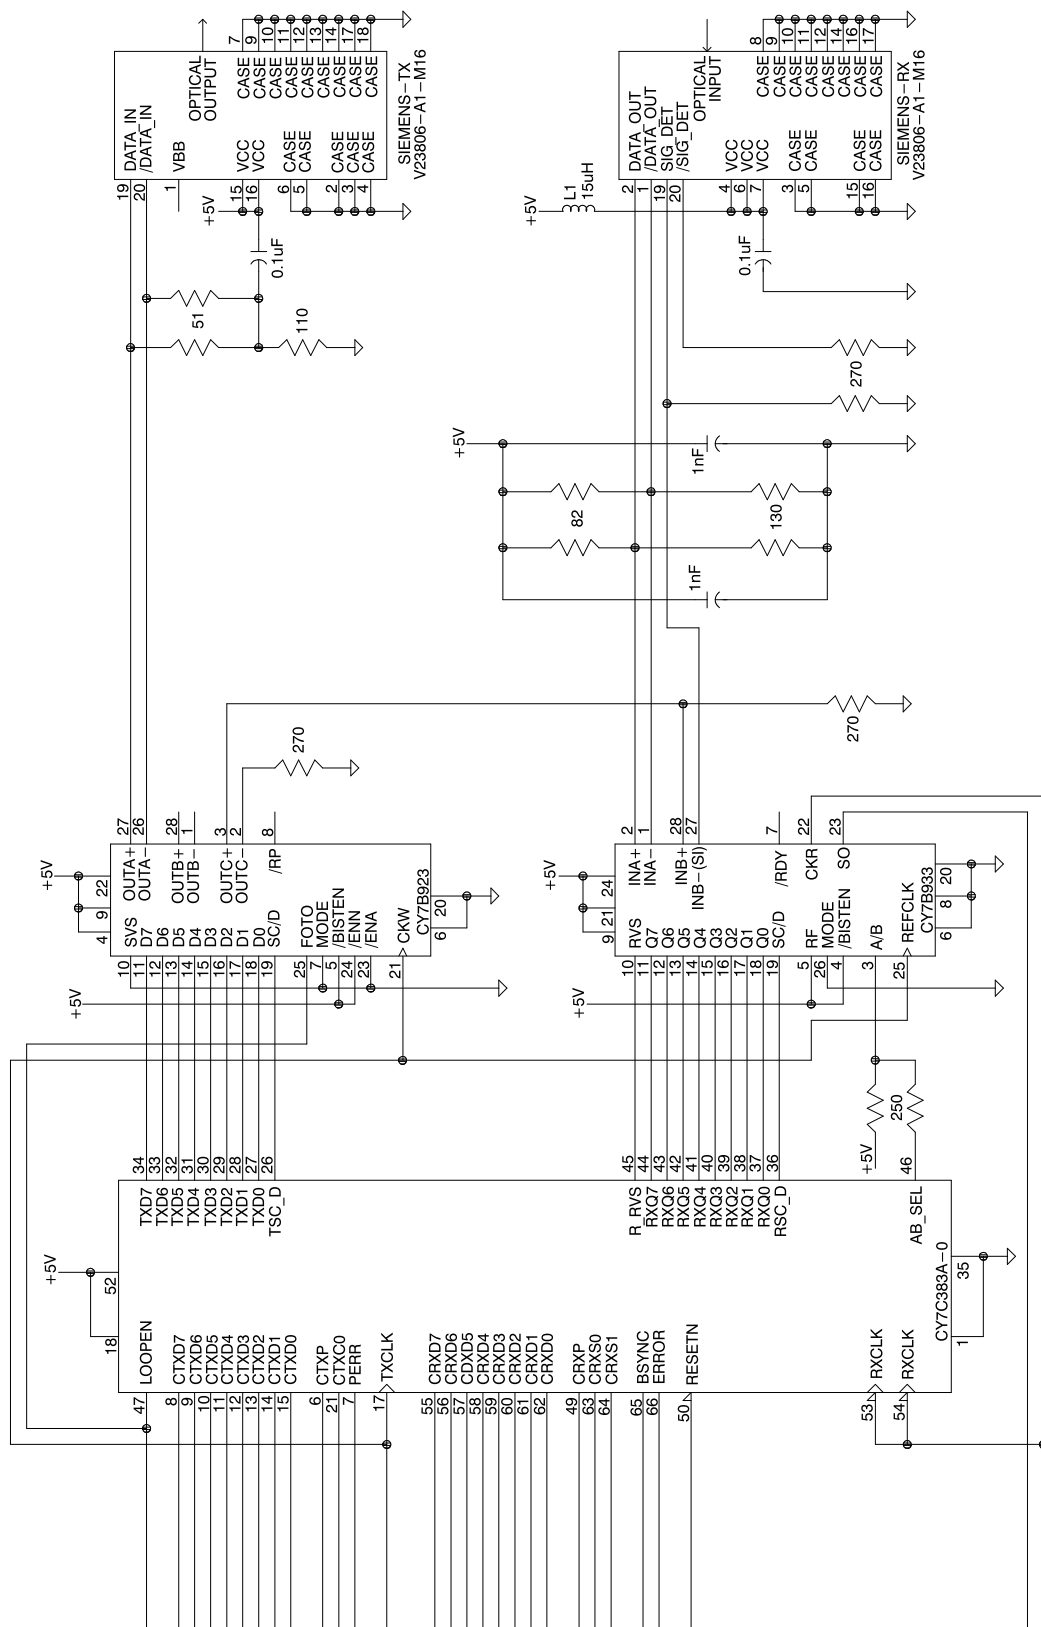 7
9
10
11
12
13
14
17
18
CASE
CASE
CASE
CASE
CASE
CASE
CASE
CASE
CASE
OPTICAL
OUTPUT
DATA_IN
/DATA_IN
VBB
VCC
VCC
CASE
CASE
CASE
CASE
CASE
SIEMENS-TX
V23806-A1-M16
19
20
1
15
16
6
5
2
3
4
+5V
0.1uF
51
110
8
9
10
11
12
14
16
17
CASE
CASE
CASE
CASE
CASE
CASE
CASE
CASE
OPTICAL
INPUT
DATA_OUT
/DATA_OUT
SIG_DET
/SIG_DET
VCC
VCC
VCC
CASE
CASE
CASE
CASE
SIEMENS-RX
V23806-A1-M16
2
1
19
20
4
6
7
3
5
15
16
+5V
L1
15uH
0.1uF
270
+5V
1nF
82
130
1nF
270
270
27
26
28
1
3
2
8
+5V
22
9
4
OUTA+
OUTA-
OUTB+
OUTB-
OUTC+
OUTC-
/RP
SVS
D7
D6
D5
D4
D3
D2
D1
D0
SC/D
FOTO
MODE
/BISTEN
/ENN
/ENA
CKW
CY7B923
20
6
10
11
12
13
14
15
16
17
18
19
25
7
5
24
23
21
+5V
2
1
28
27
7
22
23
+5V
24
21
9
INA+
INA-
INB+
INB-(SI)
/RDY
CKR
SO
RVS
Q7
Q6
Q5
Q4
Q3
Q2
Q1
Q0
SC/D
RF
MODE
/BISTEN
A/B
REFCLK
CY7B933
20
8
6
10
11
12
13
14
15
16
17
18
19
5
26
4
3
25
+5V
250
+5V
34
33
32
31
30
29
28
27
26
45
44
43
42
41
40
39
38
37
36
46
TXD7
TXD6
TXD5
TXD4
TXD3
TXD2
TXD1
TXD0
TSC_D
R_RVS
RXQ7
RXQ6
RXQ5
RXQ4
RXQ3
RXQ2
RXQ1
RXQ0
RSC_D
AB_SEL
+5V
52
18
CY7C383A-0
35
1
LOOPEN
CTXD7
CTXD6
CTXD5
CTXD4
CTXD3
CTXD2
CTXD1
CTXD0
CTXP
CTXC0
PERR
TXCLK
CRXD7
CRXD6
CDXD5
CRXD4
CRXD3
CRXD2
CRXD1
CRXD0
CRXP
CRXS0
CRXS1
BSYNC
ERROR
RESETN
RXCLK
RXCLK
47
8
9
10
11
12
13
14
15
6
21
7
17
55
56
57
58
59
60
61
62
49
63
64
65
66
50
53
54